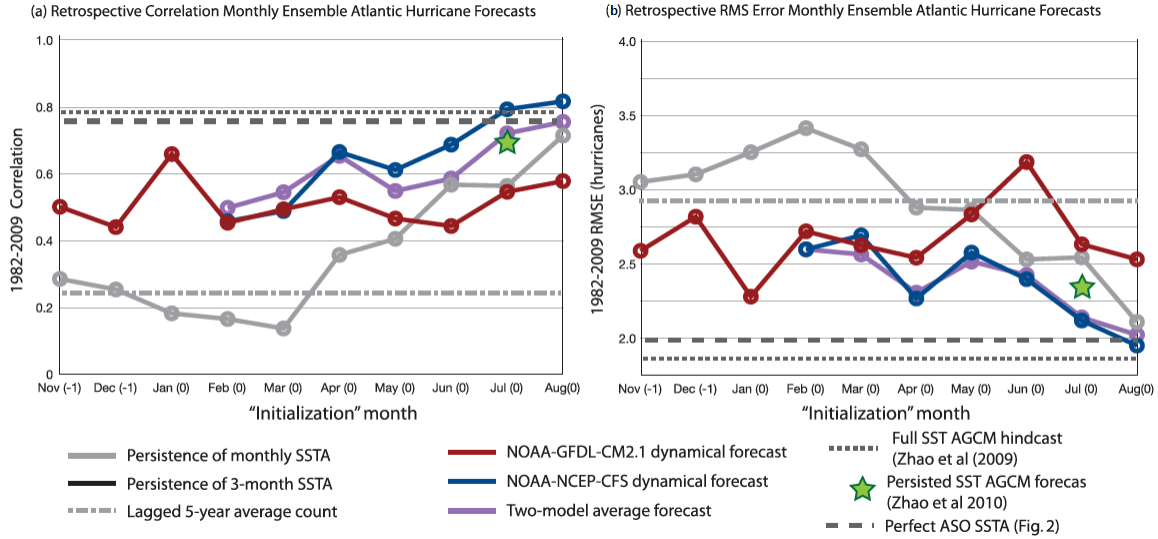 (a) Retrospective Correlation Monthly Ensemble Atlantic Hurricane Forecasts
1982-2009 Correlation
1.0
0.8
0.6
0.4
0.2
0
Nov (-1) Dec (-1) Jan (0) Feb (0) Mar (0) Apr (0) May (0) Jun (0) Jul (0) Aug(0)
"Initialization" month
(b) Retrospective RMS Error Monthly Ensemble Atlantic Hurricane Forecasts
1982-2009 RMSE (hurricanes)
4.0
3.5
3.0
2.5
2.0
Nov (-1) Dec (-1) Jan (0) Feb (0) Mar (0) Apr (0) May (0) Jun (0) Jul (0) Aug(0)
"Initialization" month
Persistence of monthly SSTA
Persistence of 3-month SSTA
Lagged 5-year average count
NOAA-GFDL-CM2.1 dynamical forecast
NOAA-NCEP-CFS dynamical forecast
Two-model average forecast
Full SST AGCM hindcast
(Zhao et al (2009)
Persisted SST AGCM forecas
(Zhao et al 2010)
Perfect ASO SSTA (Fig. 2)